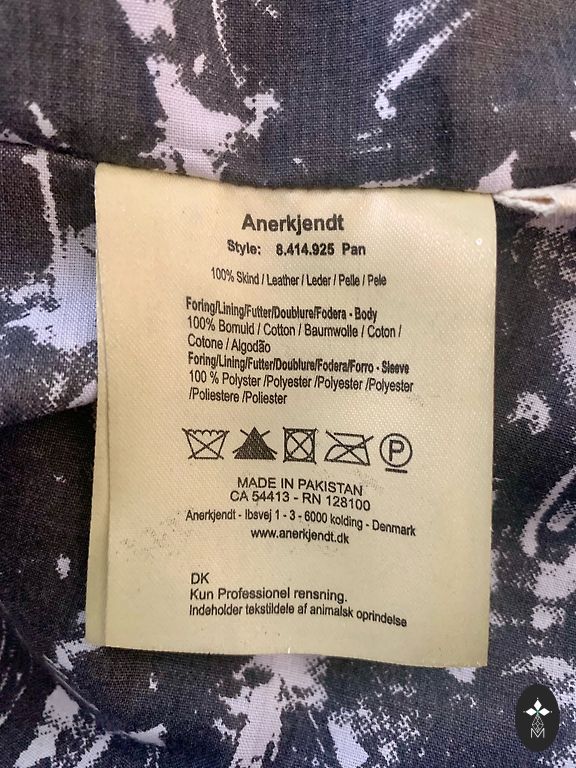 Anerkjendt
Style: 8.414.925 Pan
100% Skind / Leather / Leder / Pelle / Pele
Foring/Lining/Futter/Doublure/Fodera - Body
100% Bomuld / Cotton / Baumwolle / Coton /
Cotone / Algodão
Foring/Lining/Futter/Doublure/Fodera/Forro - Sleeve
100 % Polyster /Polyester /Polyester /Polyester
/Poliestere /Poliester
P
MADE IN PAKISTAN
CA 54413 - RN 128100
Anerkjendt - Ibsvej 1 - 3 - 6000 kolding - Denmark
www.anerkjendt.dk
DK
Kun Professionel rensning.
Indeholder tekstildele af animalsk oprindelse
M